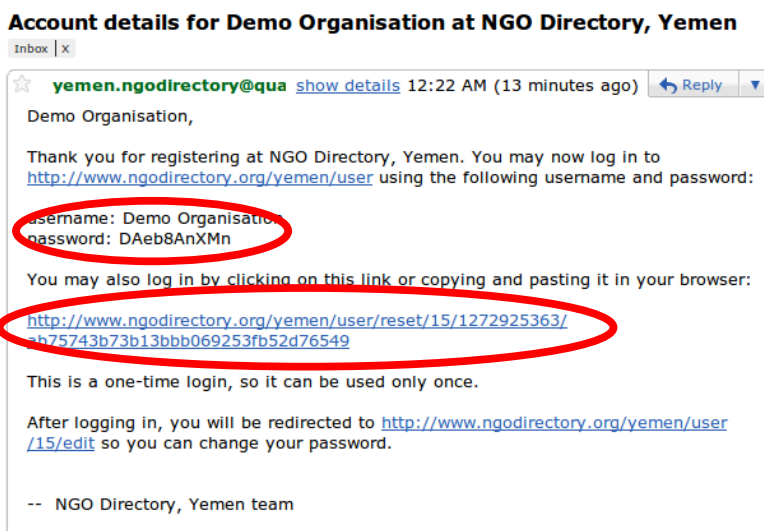 Account details for Demo Organisation at NGO Directory, Yemen
Inbox X
yemen.ngodirectory@qua show details 12:22 AM (13 minutes ago) Reply
Demo Organisation,
Thank you for registering at NGO Directory, Yemen. You may now log in to
http://www.ngodirectory.org/yemen/user using the following username and password:
username: Demo Organisation
password: DAeb8AnXMn
You may also log in by clicking on this link or copying and pasting it in your browser:
http://www.ngodirectory.org/yemen/user/reset/15/1272925363/
ab75743b73b13bbb069253fb52d76549
This is a one-time login, so it can be used only once.
After logging in, you will be redirected to http://www.ngodirectory.org/yemen/user
/15/edit so you can change your password.
-- NGO Directory, Yemen team